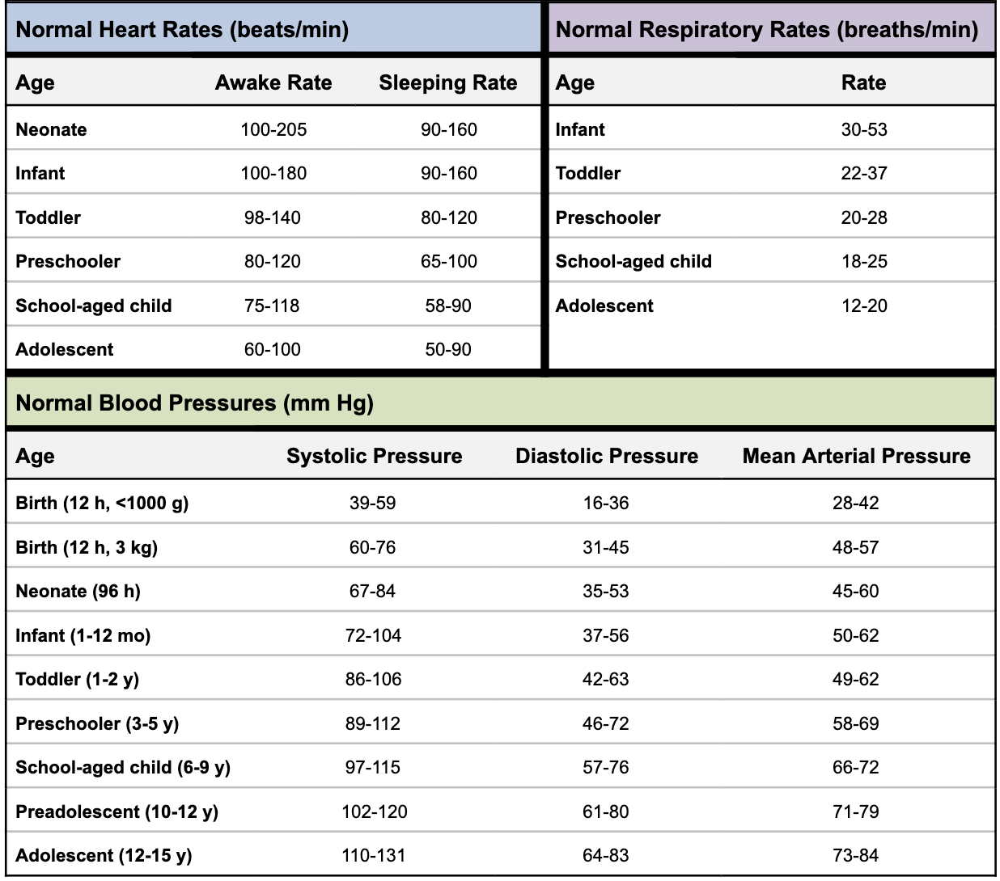 Normal Heart Rates (beats/min)
Age Awake Rate Sleeping Rate
Neonate 100-205 90-160
Infant 100-180 90-160
Toddler 98-140 80-120
Preschooler 80-120 65-100
School-aged child 75-118 58-90
Adolescent 60-100 50-90
Normal Respiratory Rates (breaths/min)
Age Rate
Infant 30-53
Toddler 22-37
Preschooler 20-28
School-aged child 18-25
Adolescent 12-20
Normal Blood Pressures (mm Hg)
Age Systolic Pressure Diastolic Pressure Mean Arterial Pressure
Birth (12 h, <1000 g) 39-59 16-36 28-42
Birth (12 h, 3 kg) 60-76 31-45 48-57
Neonate (96 h) 67-84 35-53 45-60
Infant (1-12 mo) 72-104 37-56 50-62
Toddler (1-2 y) 86-106 42-63 49-62
Preschooler (3-5 y) 89-112 46-72 58-69
School-aged child (6-9 y) 97-115 57-76 66-72
Preadolescent (10-12 y) 102-120 61-80 71-79
Adolescent (12-15 y) 110-131 64-83 73-84